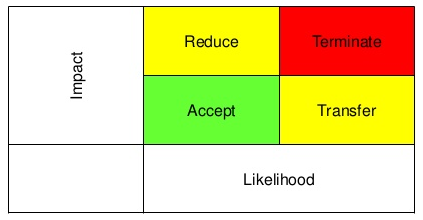 Impact
Reduce
Terminate
Accept
Transfer
Likelihood